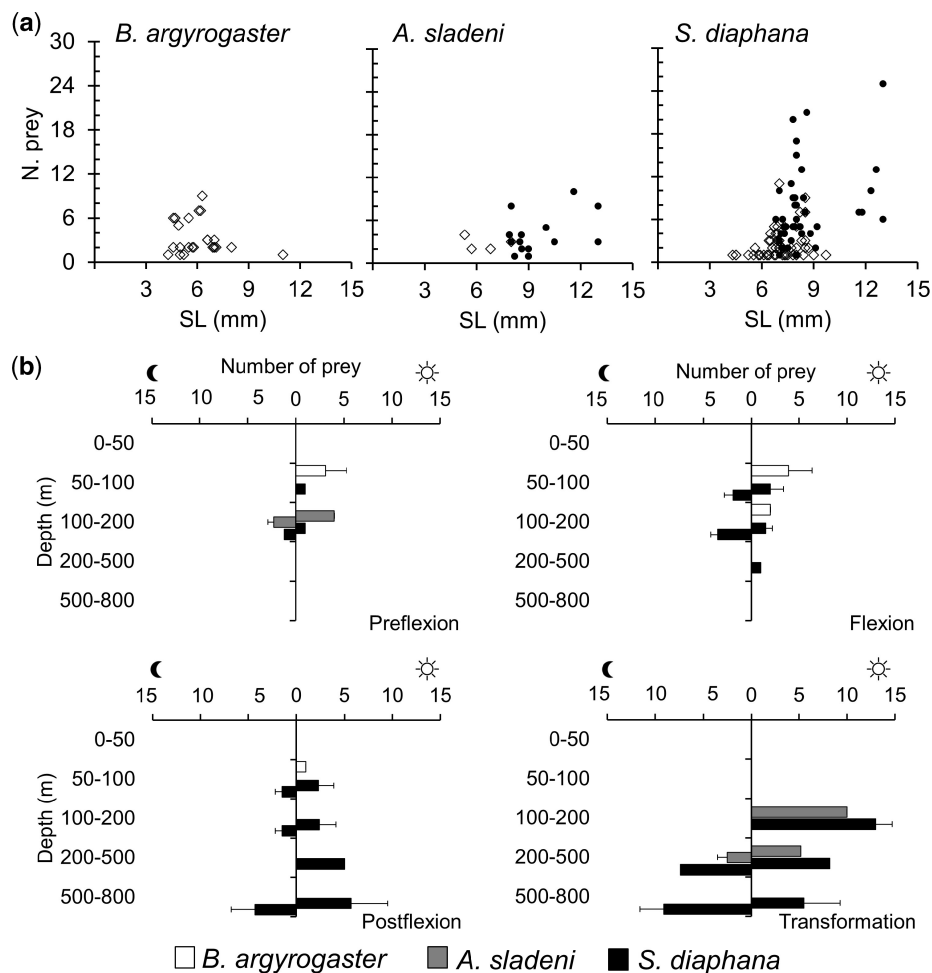 (a)
B. argyrogaster A. sladeni S. diaphana
N. prey
30
24
18
12
6
0
3 6 9 12 15 3 6 9 12 15 3 6 9 12 15
SL (mm) SL (mm) SL (mm)
(b)
Number of prey Number of prey
15 10 5 0 5 10 15 15 10 5 0 5 10 15
Depth (m)
0-50 0-50
50-100 50-100
100-200 100-200
200-500 200-500
500-800 500-800
Preflexion Flexion
15 10 5 0 5 10 15 15 10 5 0 5 10 15
Depth (m)
0-50 0-50
50-100 50-100
100-200 100-200
200-500 200-500
500-800 500-800
Postflexion Transformation
B. argyrogaster A. sladeni S. diaphana